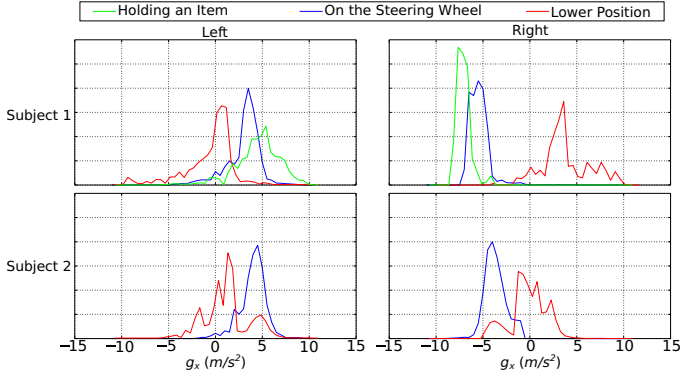 Holding an Item On the Steering Wheel Lower Position
Left Right
Subject 1
Subject 2
−15 −10 −5 0 5 10 15 −15 −10 −5 0 5 10 15
gₓ (m/s²) gₓ (m/s²)